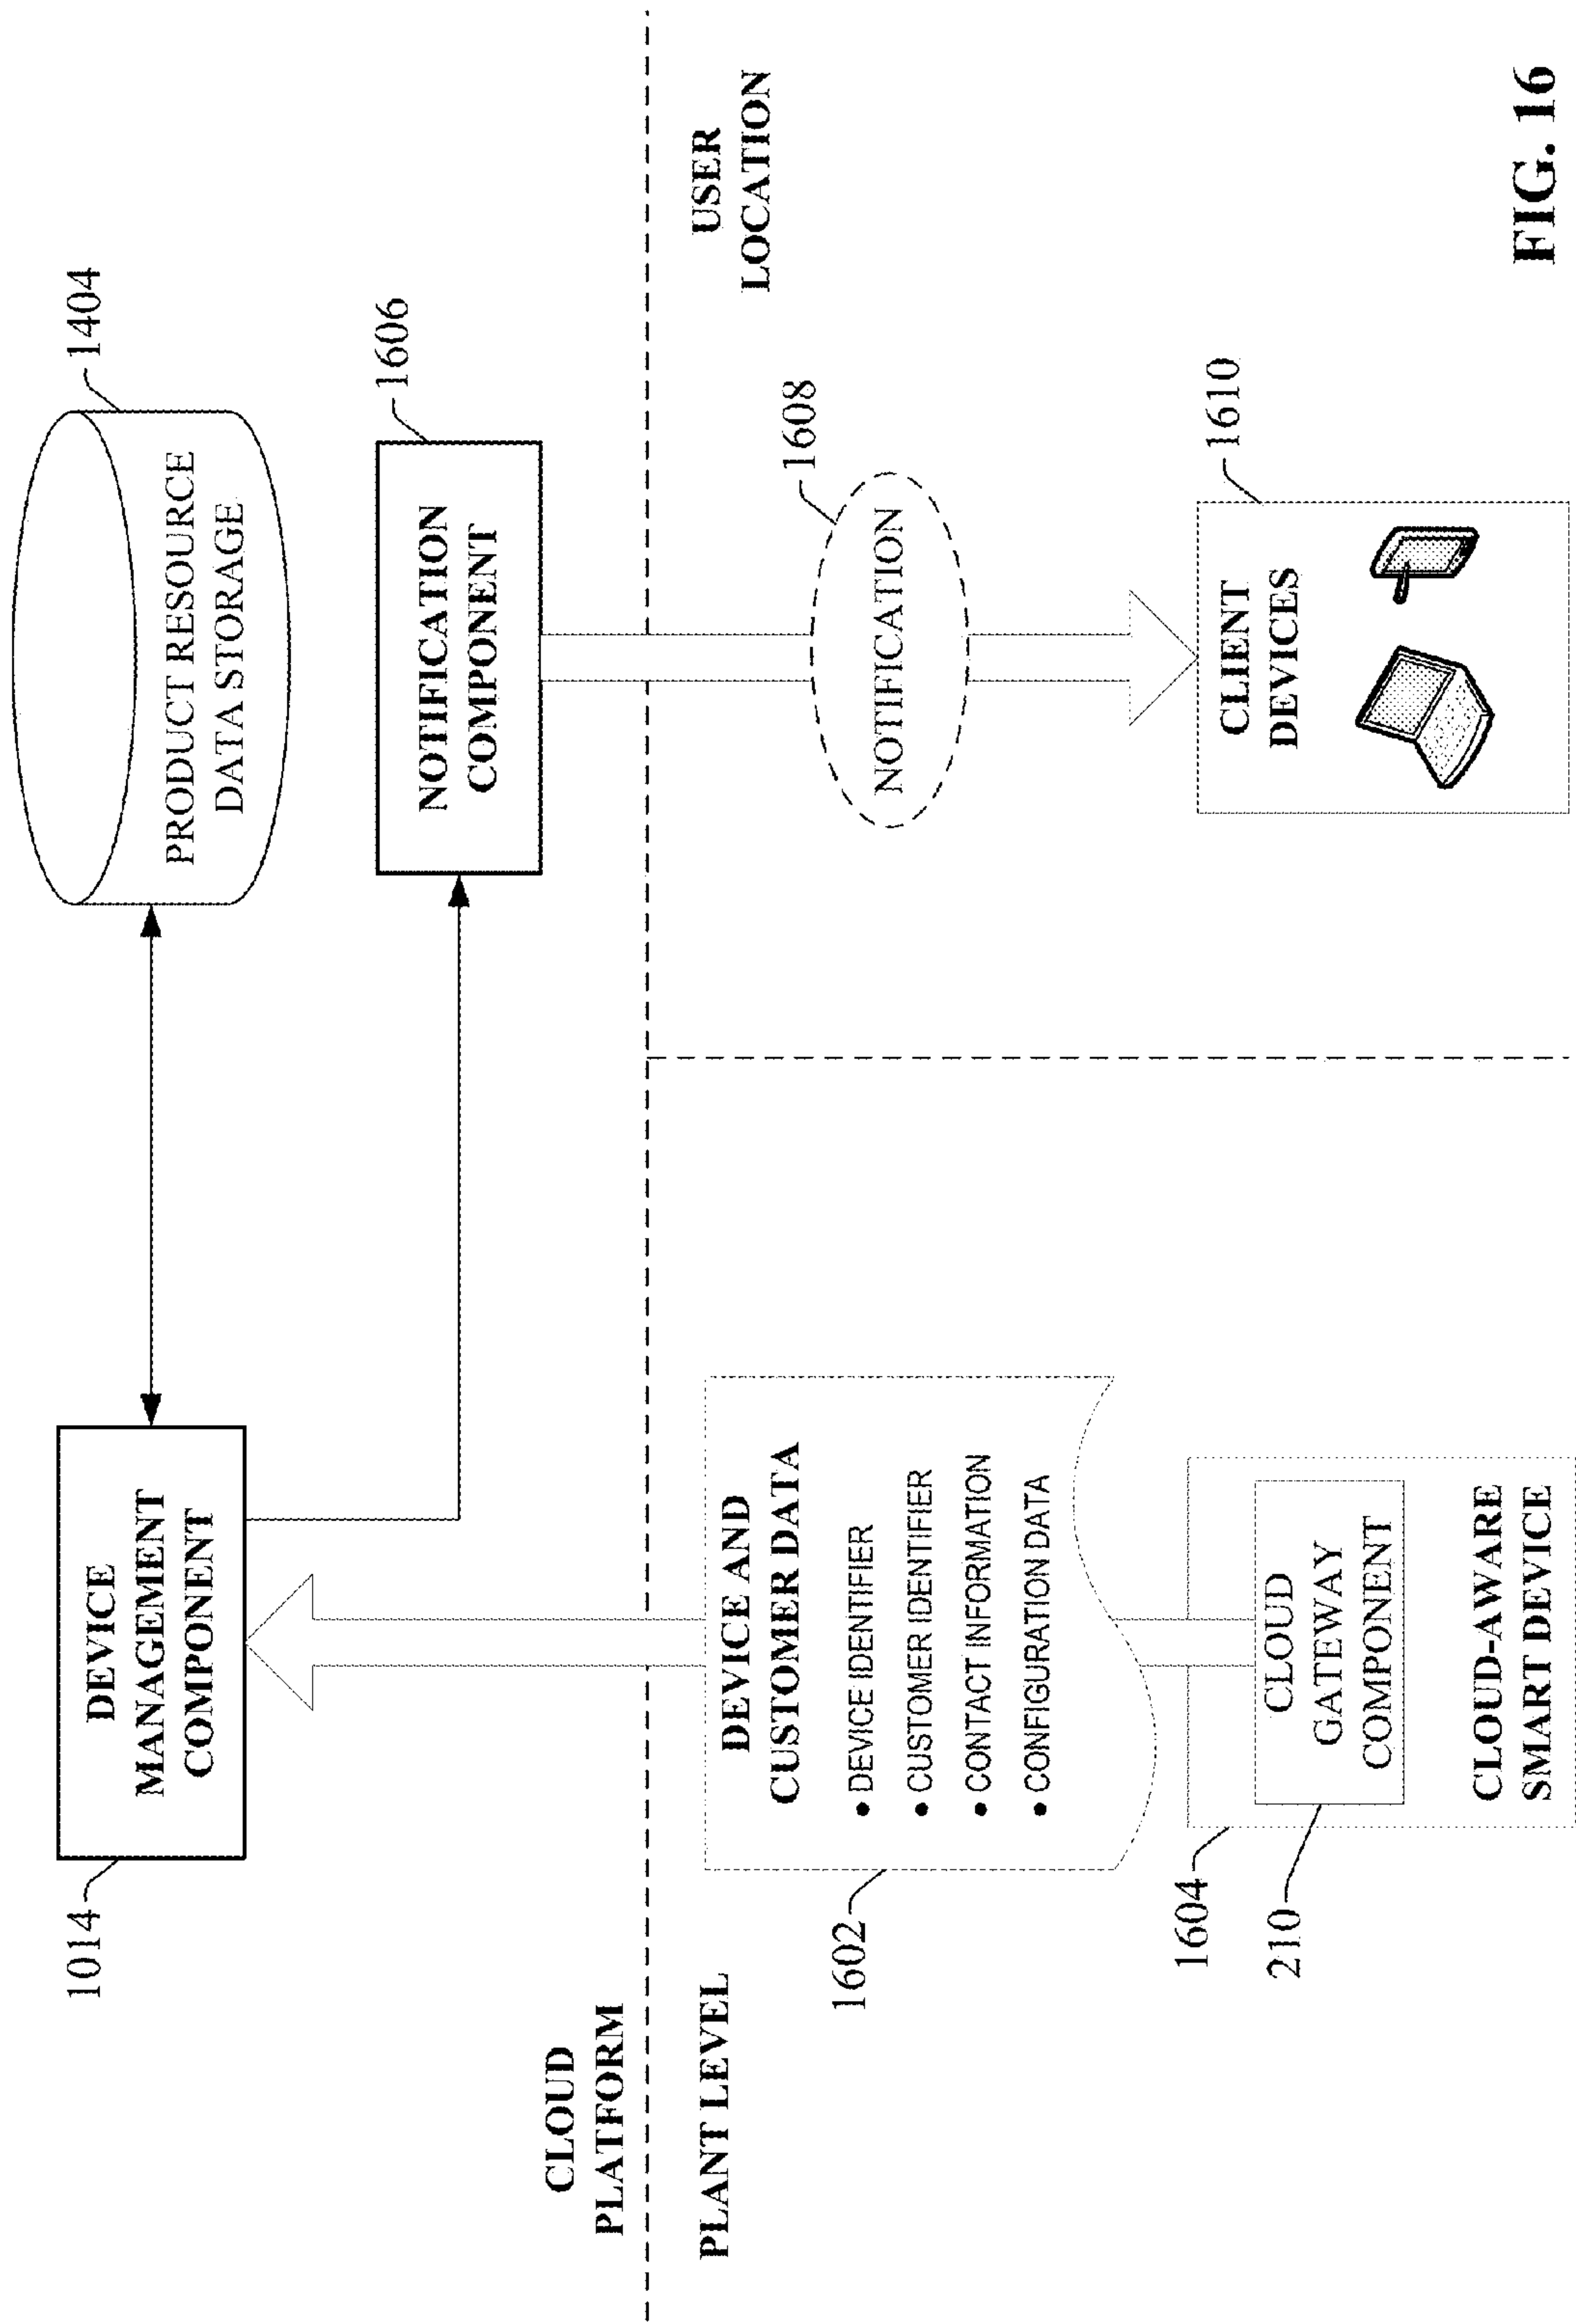 1014
DEVICE
MANAGEMENT
COMPONENT
PRODUCT RESOURCE
DATA STORAGE
1404
NOTIFICATION
COMPONENT
1606
CLOUD
PLATFORM
PLANT LEVEL
USER
LOCATION
1602
DEVICE AND
CUSTOMER DATA
• DEVICE IDENTIFIER
• CUSTOMER IDENTIFIER
• CONTACT INFORMATION
• CONFIGURATION DATA
NOTIFICATION
1608
1604
210
CLOUD
GATEWAY
COMPONENT
CLOUD-AWARE
SMART DEVICE
CLIENT
DEVICES
1610
FIG. 16